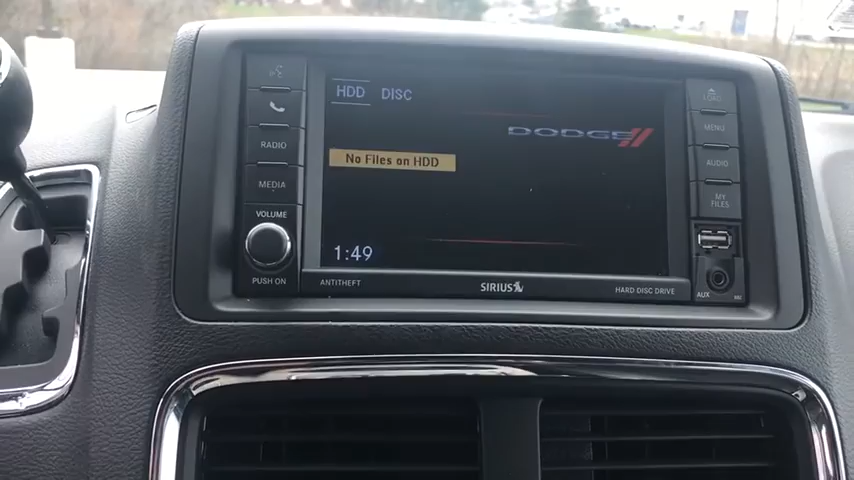 HDD DISC
LOAD
MENU
RADIO
DODGE
AUDIO
No Files on HDD
MEDIA
MY
FILES
VOLUME
1:49
PUSH ON
ANTITHEFT
SIRIUS
HARD DISC DRIVE
AUX